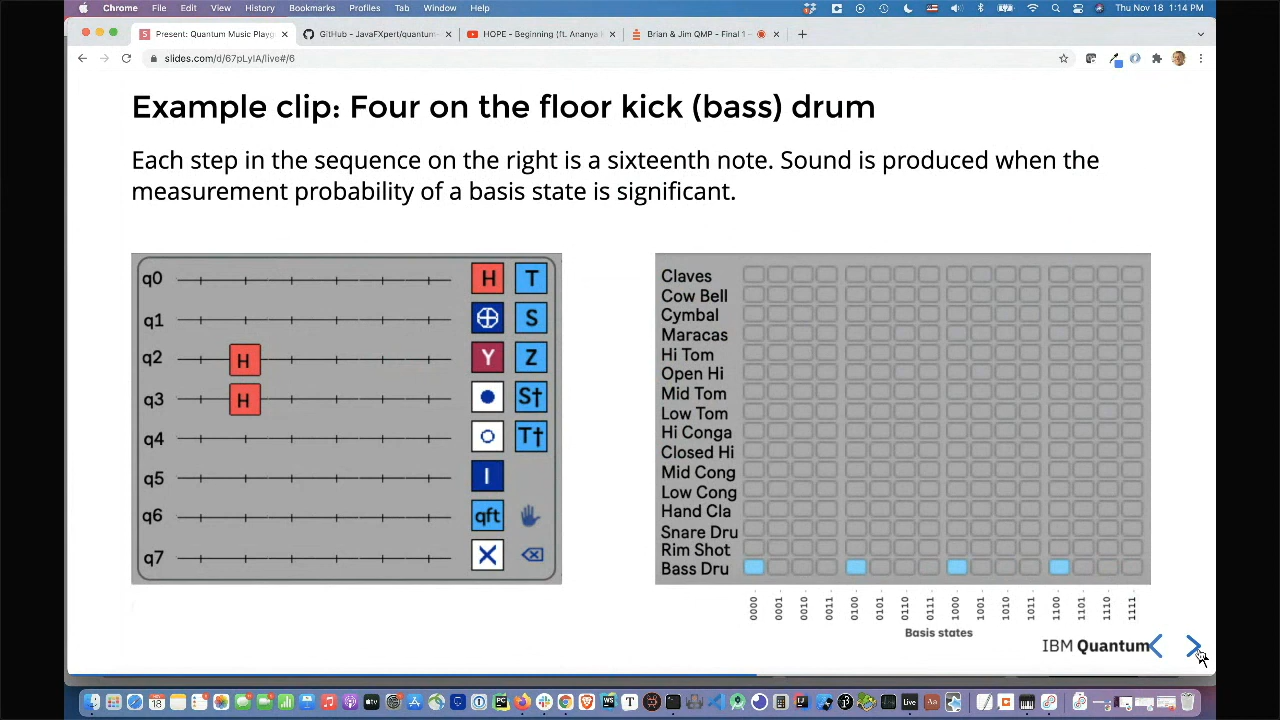 Chrome File Edit View History Bookmarks Profiles Tab Window Help Thu Nov 18 1:14 PM
Present: Quantum Music Playg GitHub - JavaFXpert/quantum- HOPE - Beginning (ft. Ananya Brian & Jim QMP - Final 1 -
slides.com/d/67pLyIA/live#/6
Example clip: Four on the floor kick (bass) drum
Each step in the sequence on the right is a sixteenth note. Sound is produced when the
measurement probability of a basis state is significant.
q0 H T
q1 S
q2 H Y Z
q3 H S†
q4 T†
q5 I
q6 qft
q7
Claves
Cow Bell
Cymbal
Maracas
Hi Tom
Open Hi
Mid Tom
Low Tom
Hi Conga
Closed Hi
Mid Cong
Low Cong
Hand Cla
Snare Dru
Rim Shot
Bass Dru
0000 0001 0010 0011 0100 0101 0110 0111 1000 1001 1010 1011 1100 1101 1110 1111
Basis states
IBM Quantum